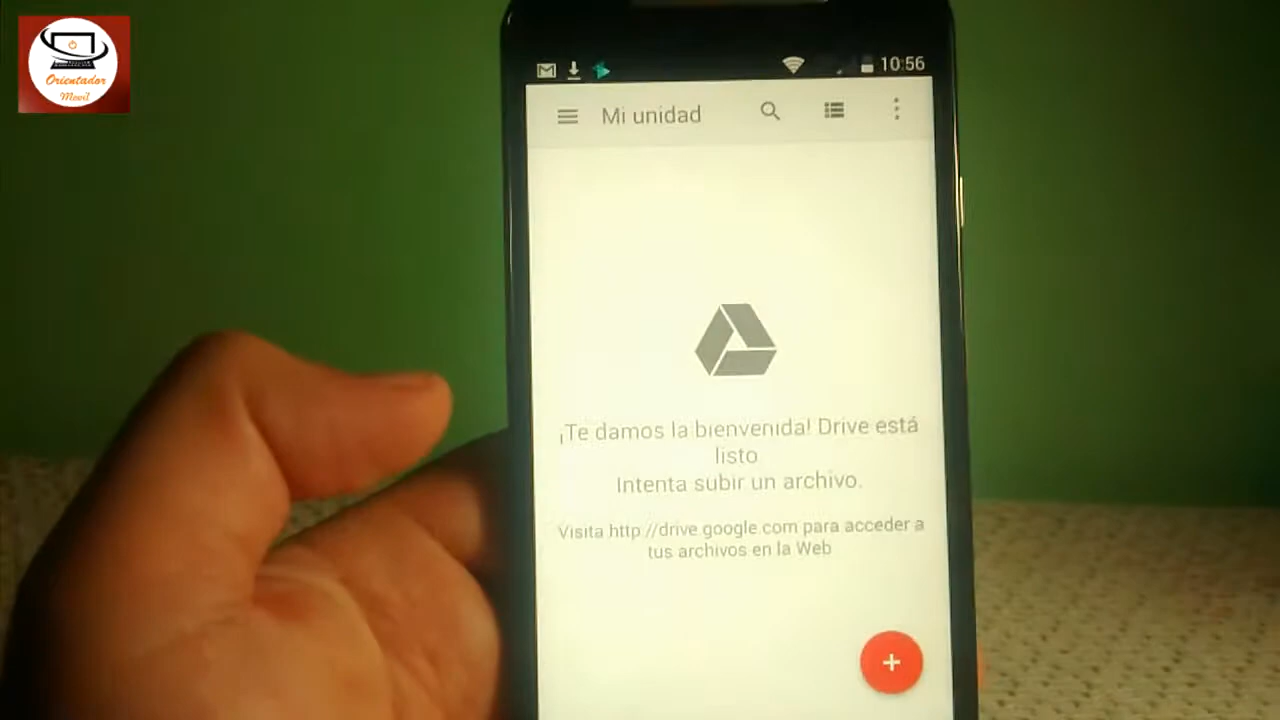 Orientador
Movil
10:56
Mi unidad
¡Te damos la bienvenida! Drive está
listo
Intenta subir un archivo.
Visita http://drive.google.com para acceder a
tus archivos en la Web